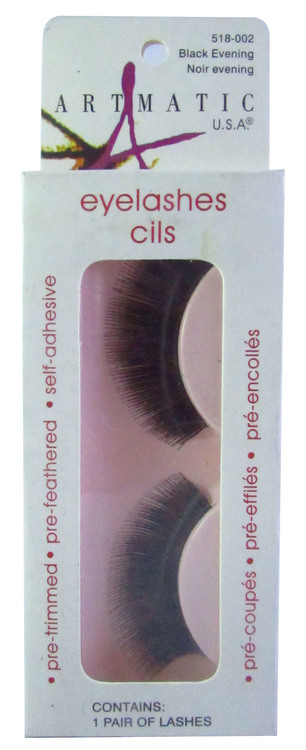 518-002
Black Evening
Noir evening
ARTMATIC
U.S.A.®
eyelashes
cils
• pre-trimmed • pre-feathered • self-adhesive
• pré-coupés • pré-effilés • pré-encollés
CONTAINS:
1 PAIR OF LASHES